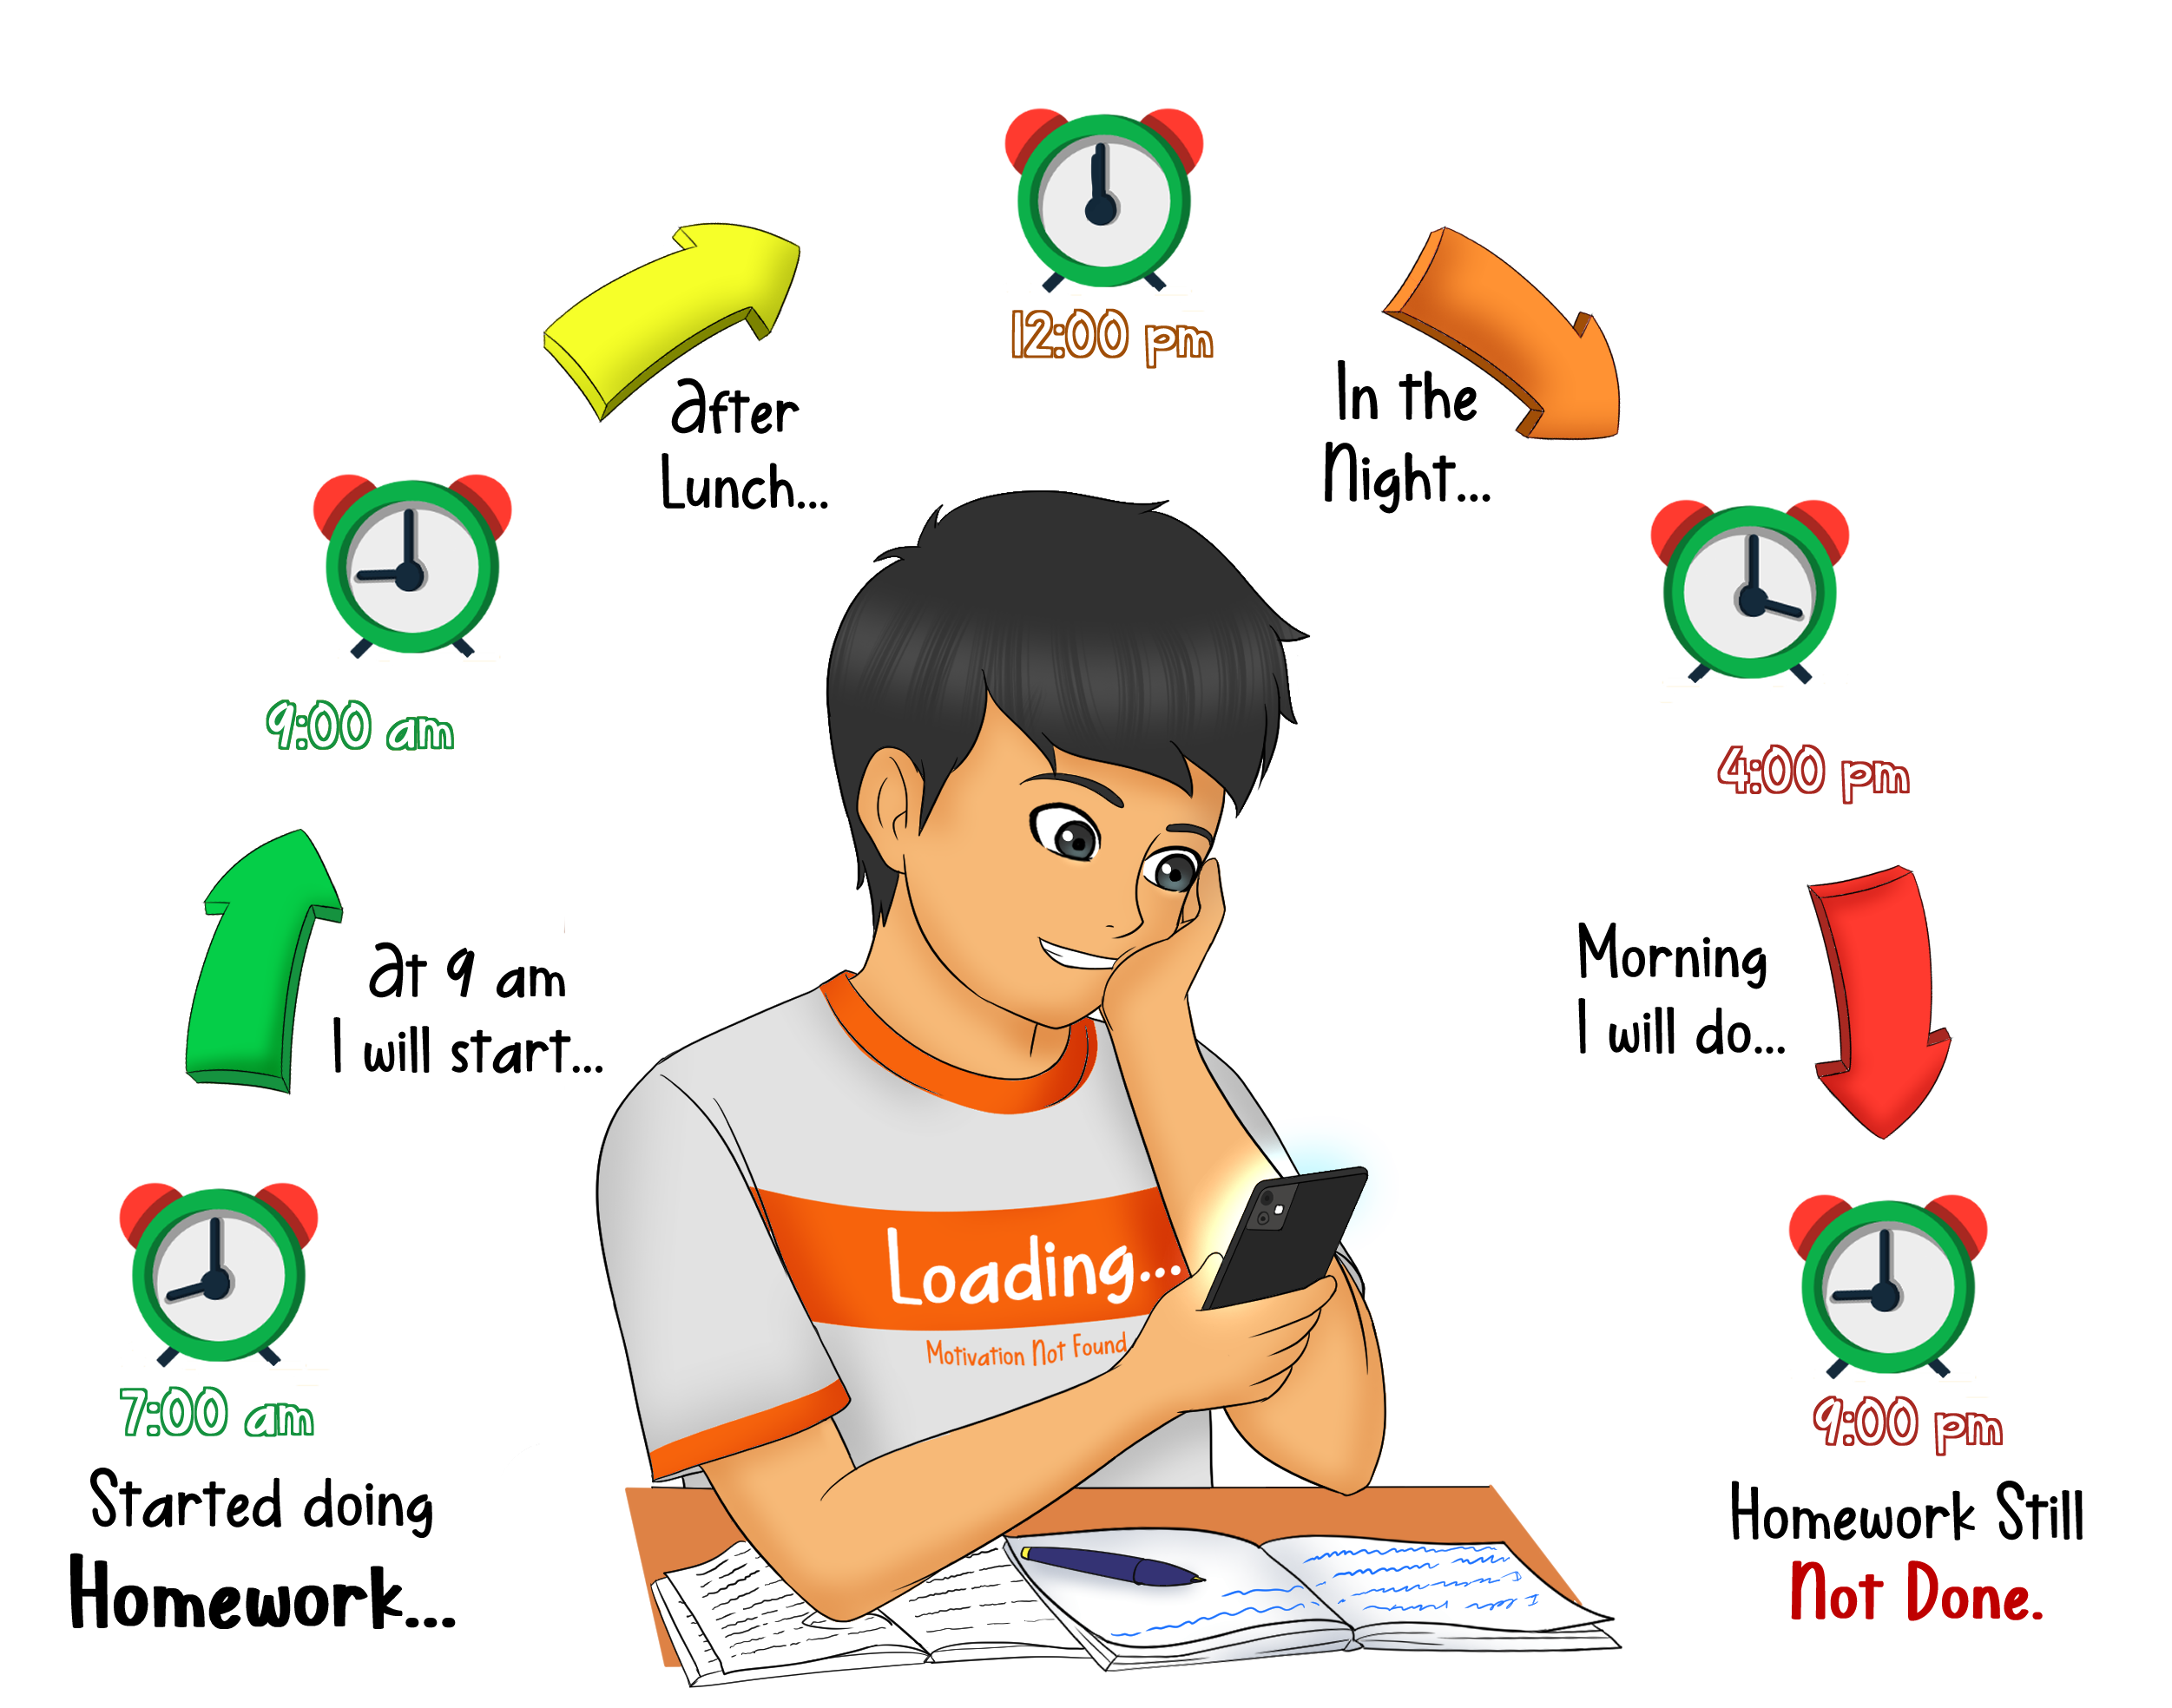 7:00 am
Started doing
Homework...
At 9 am
I will start...
9:00 am
After
Lunch...
12:00 pm
In the
Night...
4:00 pm
Morning
I will do...
9:00 pm
Homework Still
Not Done.
Loading...
Motivation Not Found